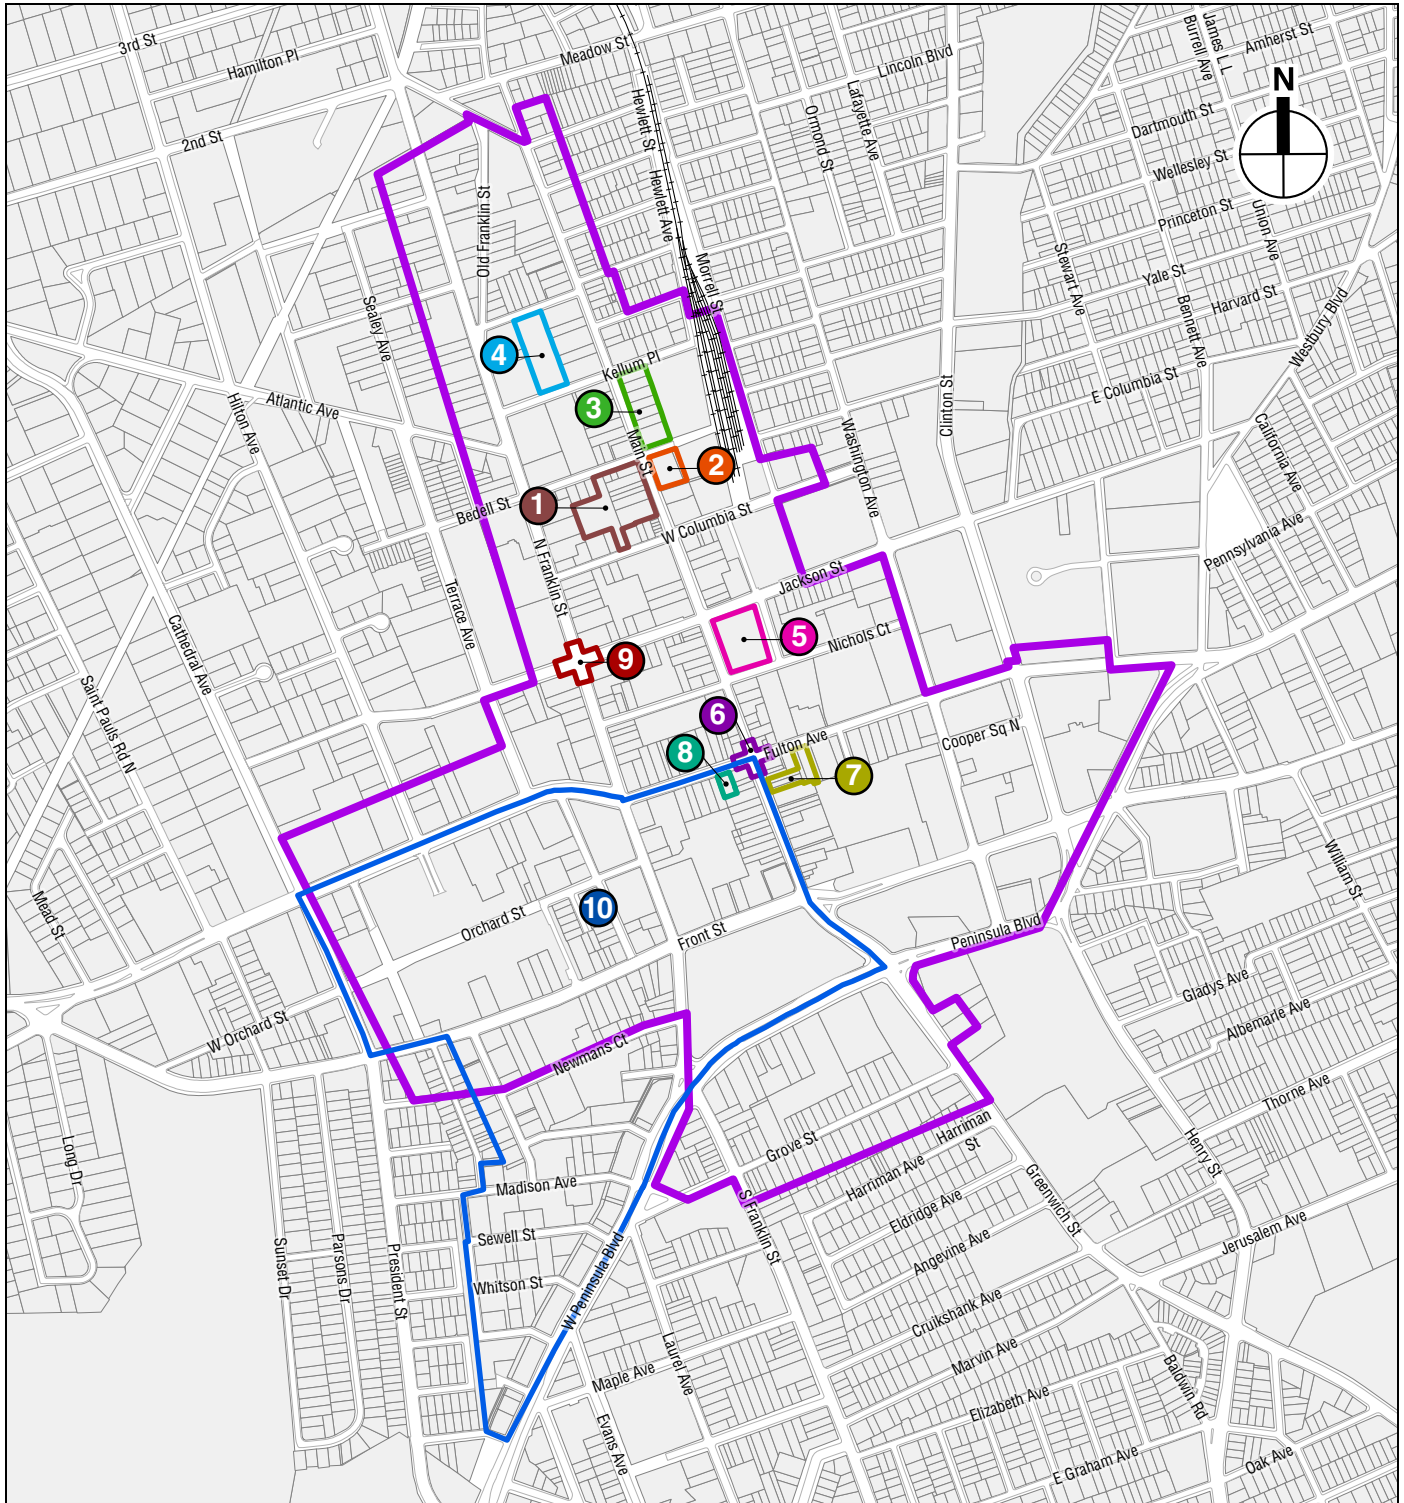 3rd St
Hamilton Pl
2nd St
Meadow St
Hewlett St
Hewlett Ave
Morrell St
Lincoln Blvd
Lafayette Ave
Ormond St
James L L
Burrell Ave
Amherst St
Dartmouth St
Wellesley St
Princeton St
Union Ave
Yale St
Stewart Ave
Bennett Ave
Harvard St
Westbury Blvd
E Columbia St
California Ave
Pennsylvania Ave
N
Old Franklin St
Sealey Ave
Atlantic Ave
Hilton Ave
Kellum Pl
Main St
Bedell St
W Columbia St
Washington Ave
Clinton St
4
3
2
1
N Franklin St
Jackson St
Nichols Ct
Terrace Ave
Cathedral Ave
Saint Pauls Rd N
5
9
6
8
7
Fulton Ave
Cooper Sq N
William St
Mead St
10
Orchard St
Front St
Peninsula Blvd
Gladys Ave
Albemarle Ave
W Orchard St
Newmans Ct
Thorne Ave
Long Dr
Grove St
Harriman
St
Harriman Ave
Henry St
Madison Ave
S Franklin St
Greenwich St
Eldridge Ave
Angevine Ave
Jerusalem Ave
Sewell St
Sunset Dr
Parsons Dr
President St
Whitson St
W Peninsula Blvd
Cruikshank Ave
Marvin Ave
Laurel Ave
Maple Ave
Baldwin Rd
Elizabeth Ave
Evans Ave
E Graham Ave
Oak Ave